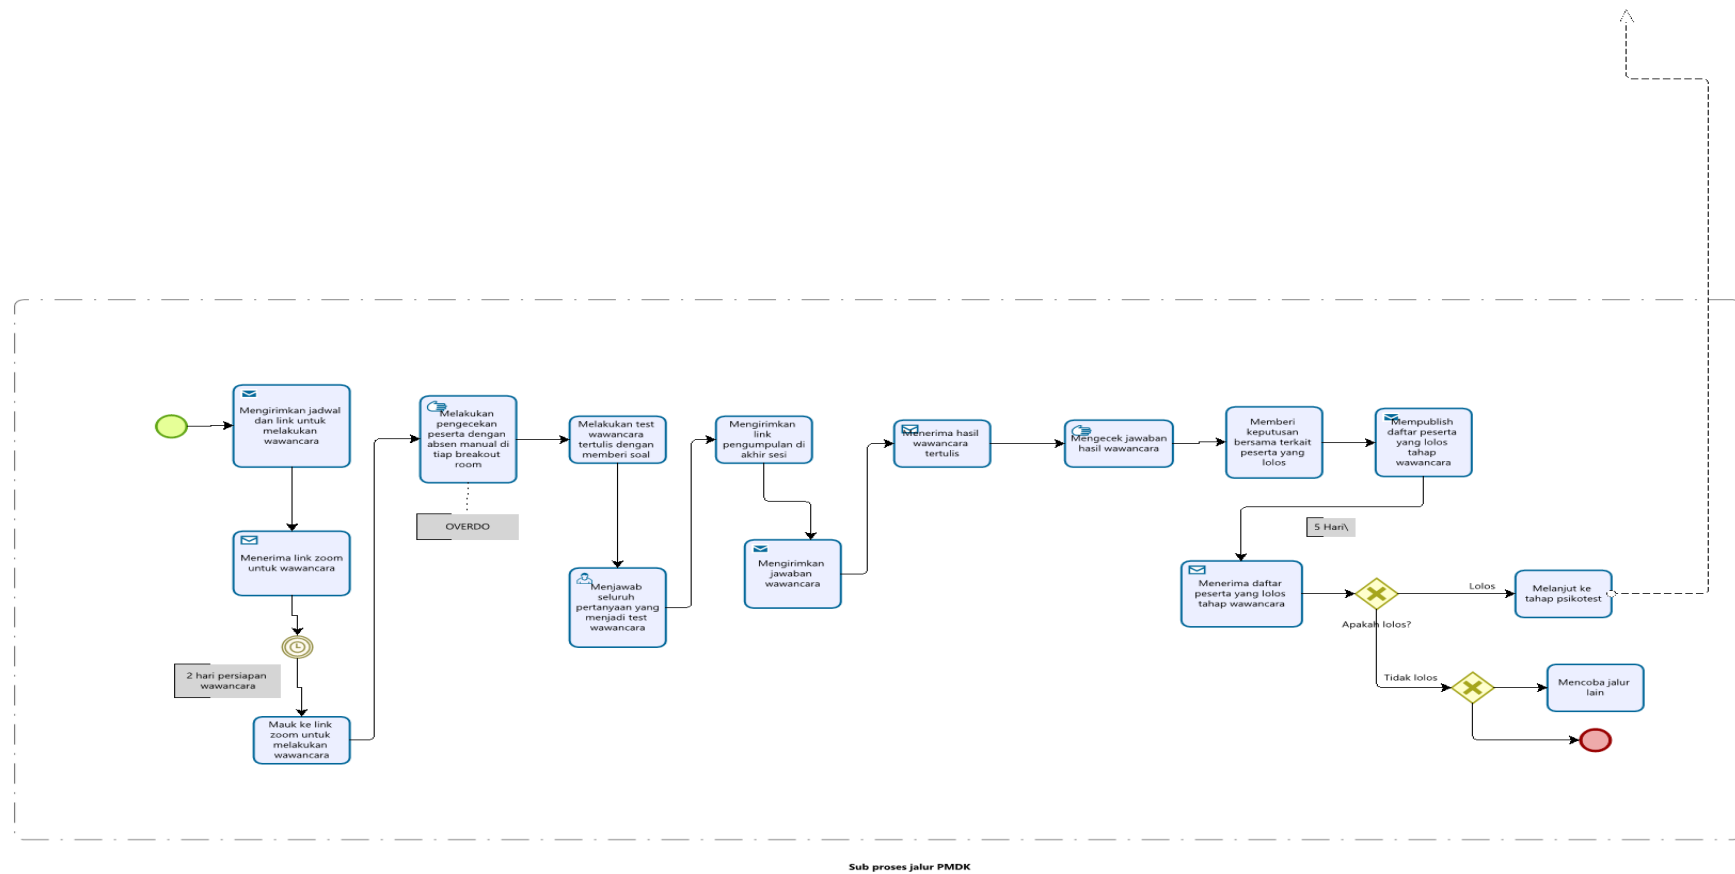 Mengirimkan jadwal
dan link untuk
melakukan
wawancara
Menerima link zoom
untuk wawancara
2 hari persiapan
wawancara
Mauk ke link
zoom untuk
melakukan
wawancara
Melakukan
pengecekan
peserta dengan
absen manual di
tiap breakout
room
OVERDO
Melakukan test
wawancara
tertulis dengan
memberi soal
Menjawab
seluruh
pertanyaan yang
menjadi test
wawancara
Mengirimkan
link
pengumpulan di
akhir sesi
Mengirimkan
jawaban
wawancara
Menerima hasil
wawancara
tertulis
Mengecek jawaban
hasil wawancara
Memberi
keputusan
bersama terkait
peserta yang
lolos
Mempublish
daftar peserta
yang lolos
tahap
wawancara
5 Hari\
Menerima daftar
peserta yang lolos
tahap wawancara
Apakah lolos?
Lolos
Melanjut ke
tahap psikotest
Tidak lolos
Mencoba jalur
lain
Sub proses jalur PMDK